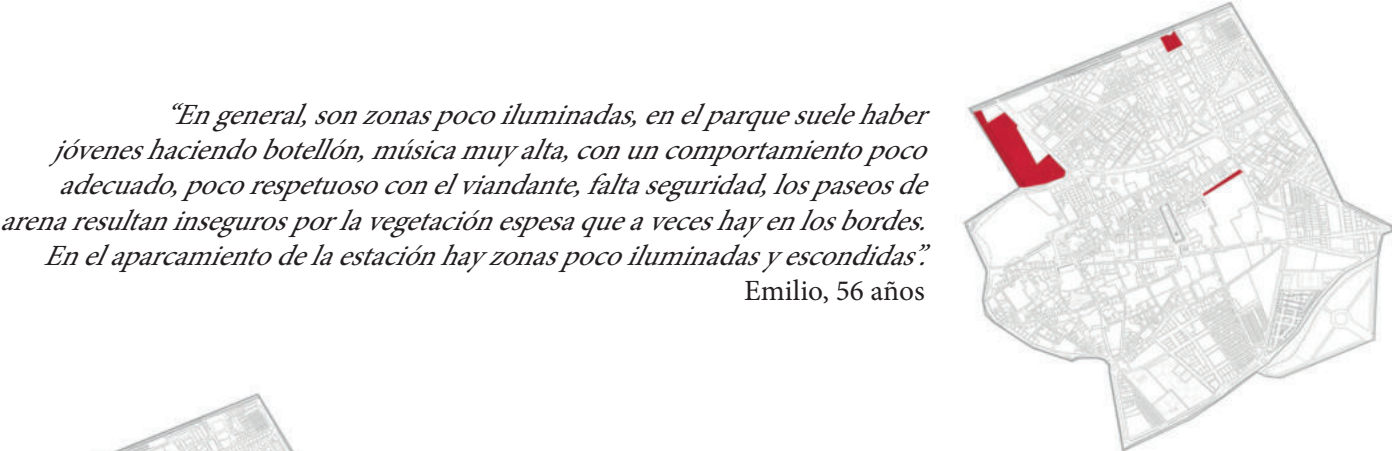 “En general, son zonas poco iluminadas, en el parque suele haber
jóvenes haciendo botellón, música muy alta, con un comportamiento poco
adecuado, poco respetuoso con el viandante, falta seguridad, los paseos de
arena resultan inseguros por la vegetación espesa que a veces hay en los bordes.
En el aparcamiento de la estación hay zonas poco iluminadas y escondidas”.
Emilio, 56 años